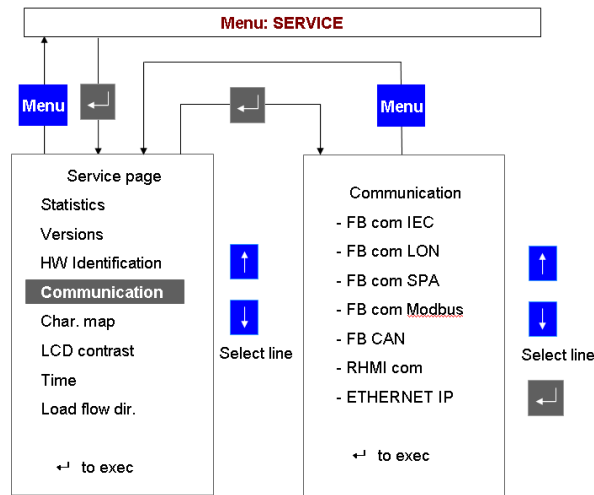 Menu: SERVICE
Menu
Menu
Service page
Statistics
Versions
HW Identification
Communication
Char. map
LCD contrast
Time
Load flow dir.
↵ to exec
Select line
Communication
- FB com IEC
- FB com LON
- FB com SPA
- FB com Modbus
- FB CAN
- RHMI com
- ETHERNET IP
↵ to exec
Select line